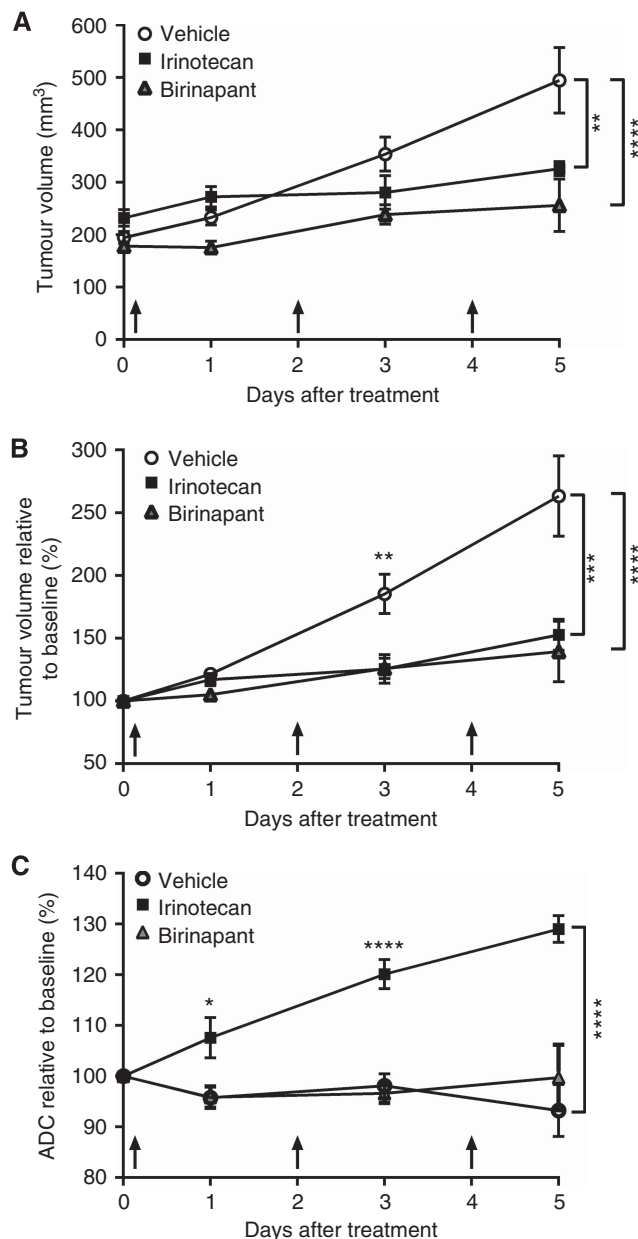 A
Vehicle
Irinotecan
Birinapant
Tumour volume (mm³)
600
500
400
300
200
100
0
**
****
0 1 2 3 4 5
Days after treatment
B
Vehicle
Irinotecan
Birinapant
Tumour volume relative
to baseline (%)
300
250
200
150
100
50
**
***
****
0 1 2 3 4 5
Days after treatment
C
Vehicle
Irinotecan
Birinapant
ADC relative to baseline (%)
140
130
120
110
100
90
80
*
****
****
0 1 2 3 4 5
Days after treatment